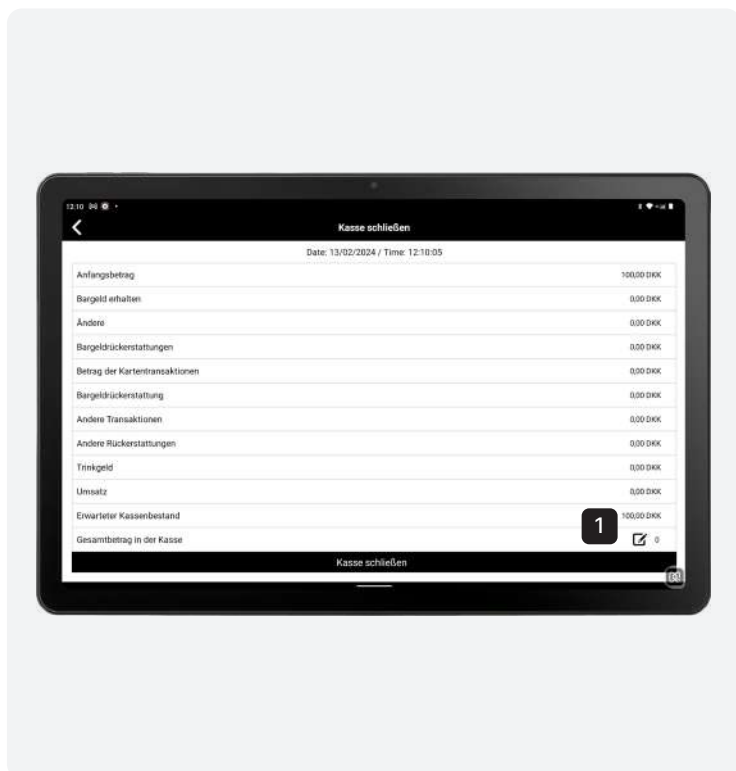 12:10
Kasse schließen
Date: 13/02/2024 / Time: 12:10:05
Anfangsbetrag 100,00 DKK
Bargeld erhalten 0,00 DKK
Ändere 0,00 DKK
Bargeldrückerstattungen 0,00 DKK
Betrag der Kartentransaktionen 0,00 DKK
Bargeldrückerstattung 0,00 DKK
Andere Transaktionen 0,00 DKK
Andere Rückerstattungen 0,00 DKK
Trinkgeld 0,00 DKK
Umsatz 0,00 DKK
Erwarteter Kassenbestand 100,00 DKK
1
Gesamtbetrag in der Kasse 0
Kasse schließen